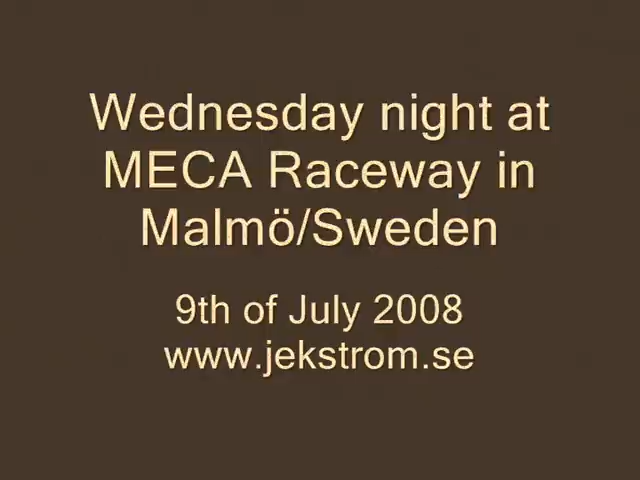 Wednesday night at
MECA Raceway in
Malmö/Sweden
9th of July 2008
www.jekstrom.se